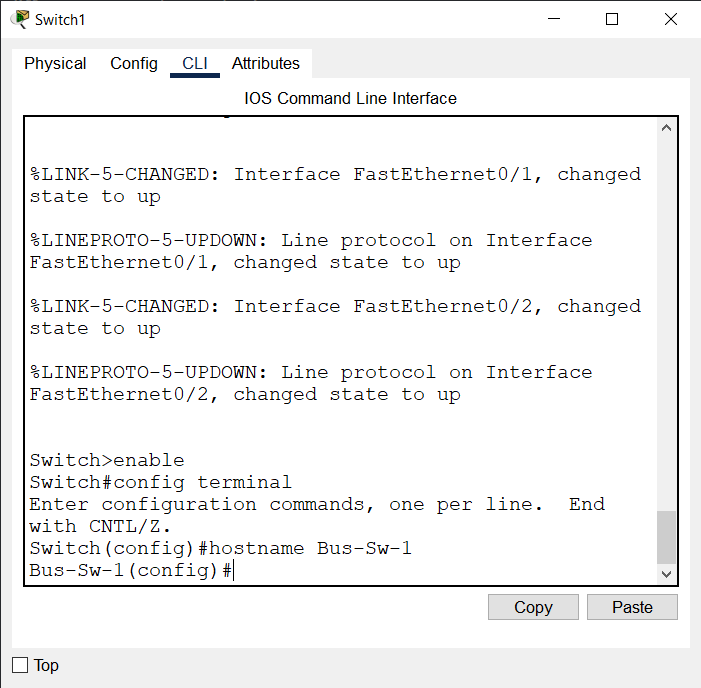 Switch1
Physical Config CLI Attributes
IOS Command Line Interface
%LINK-5-CHANGED: Interface FastEthernet0/1, changed
state to up
%LINEPROTO-5-UPDOWN: Line protocol on Interface
FastEthernet0/1, changed state to up
%LINK-5-CHANGED: Interface FastEthernet0/2, changed
state to up
%LINEPROTO-5-UPDOWN: Line protocol on Interface
FastEthernet0/2, changed state to up
Switch>enable
Switch#config terminal
Enter configuration commands, one per line.  End
with CNTL/Z.
Switch(config)#hostname Bus-Sw-1
Bus-Sw-1(config)#
Copy Paste
Top